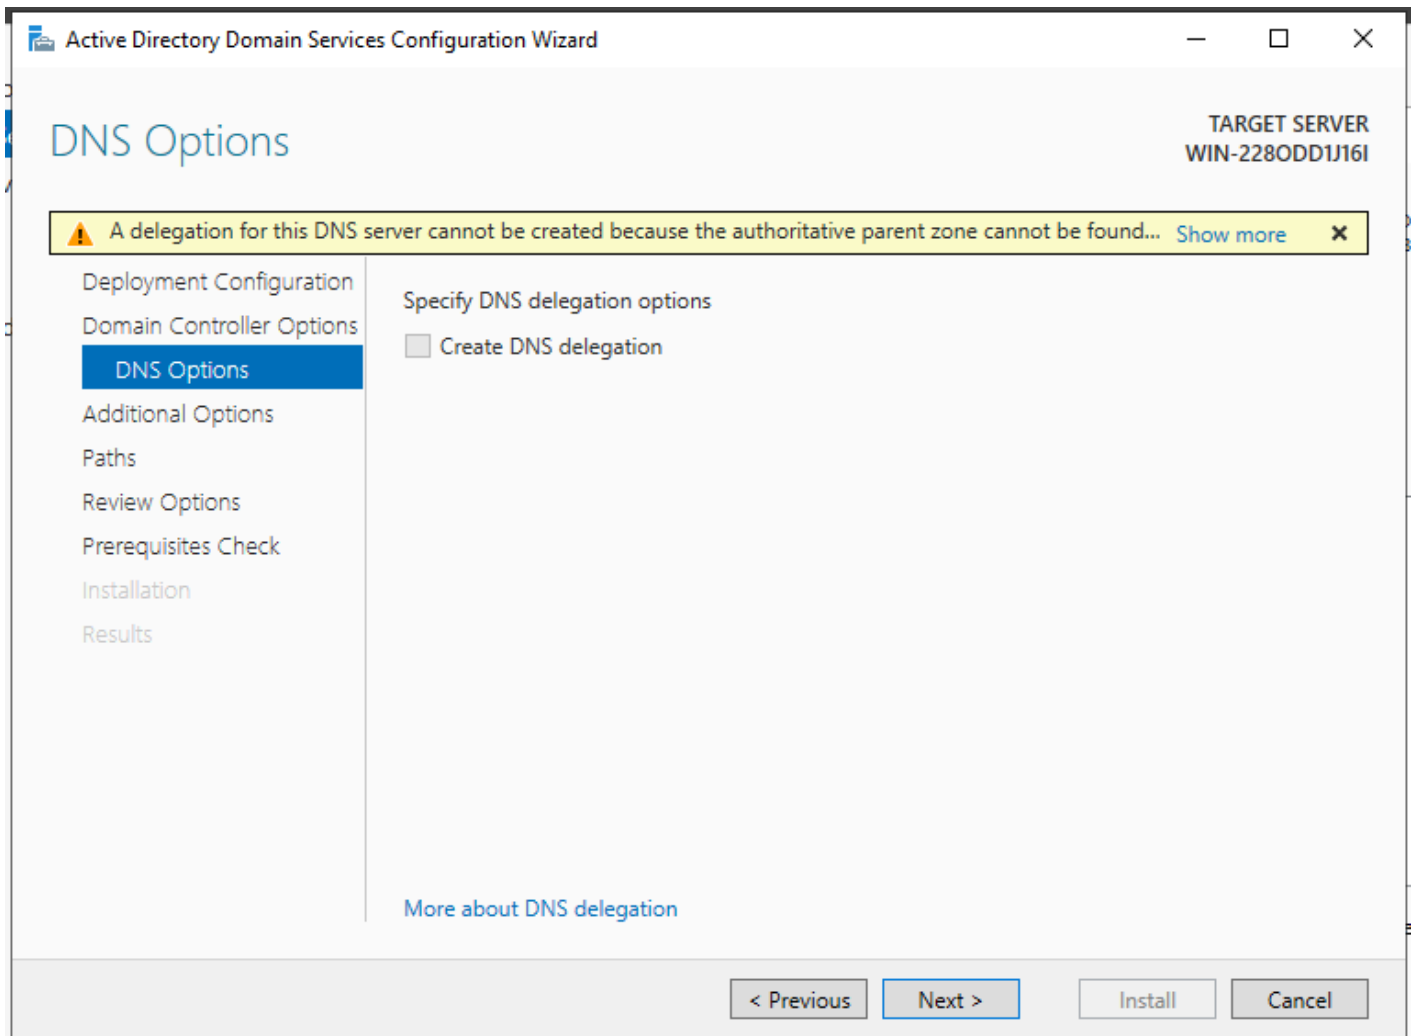 Active Directory Domain Services Configuration Wizard
DNS Options
TARGET SERVER
WIN-228ODD1J16I
A delegation for this DNS server cannot be created because the authoritative parent zone cannot be found... Show more
Deployment Configuration
Domain Controller Options
DNS Options
Additional Options
Paths
Review Options
Prerequisites Check
Installation
Results
Specify DNS delegation options
Create DNS delegation
More about DNS delegation
< Previous
Next >
Install
Cancel